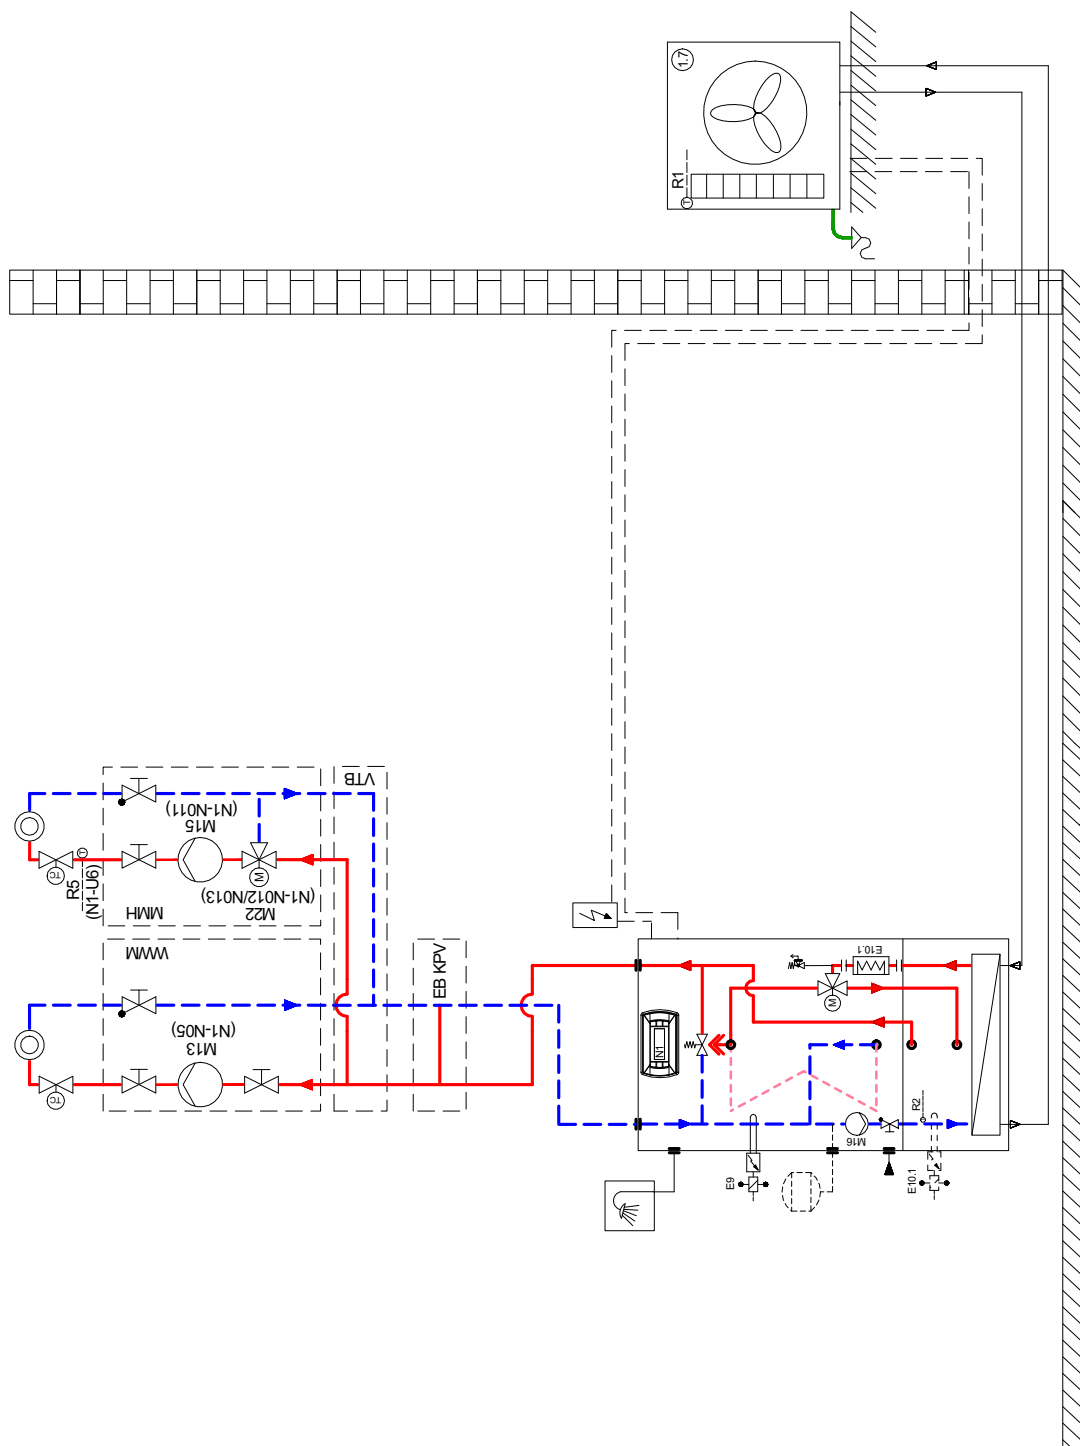 1.7
R1
T
TC
R5
(N1-U6)
T
MMH
M15
(N1-N011)
M
M22
(N1-N012/N013)
VTB
TC
WWM
M13
(N1-N05)
EB KPV
N1
E10.1
M
M16
R2
E9
E10.1